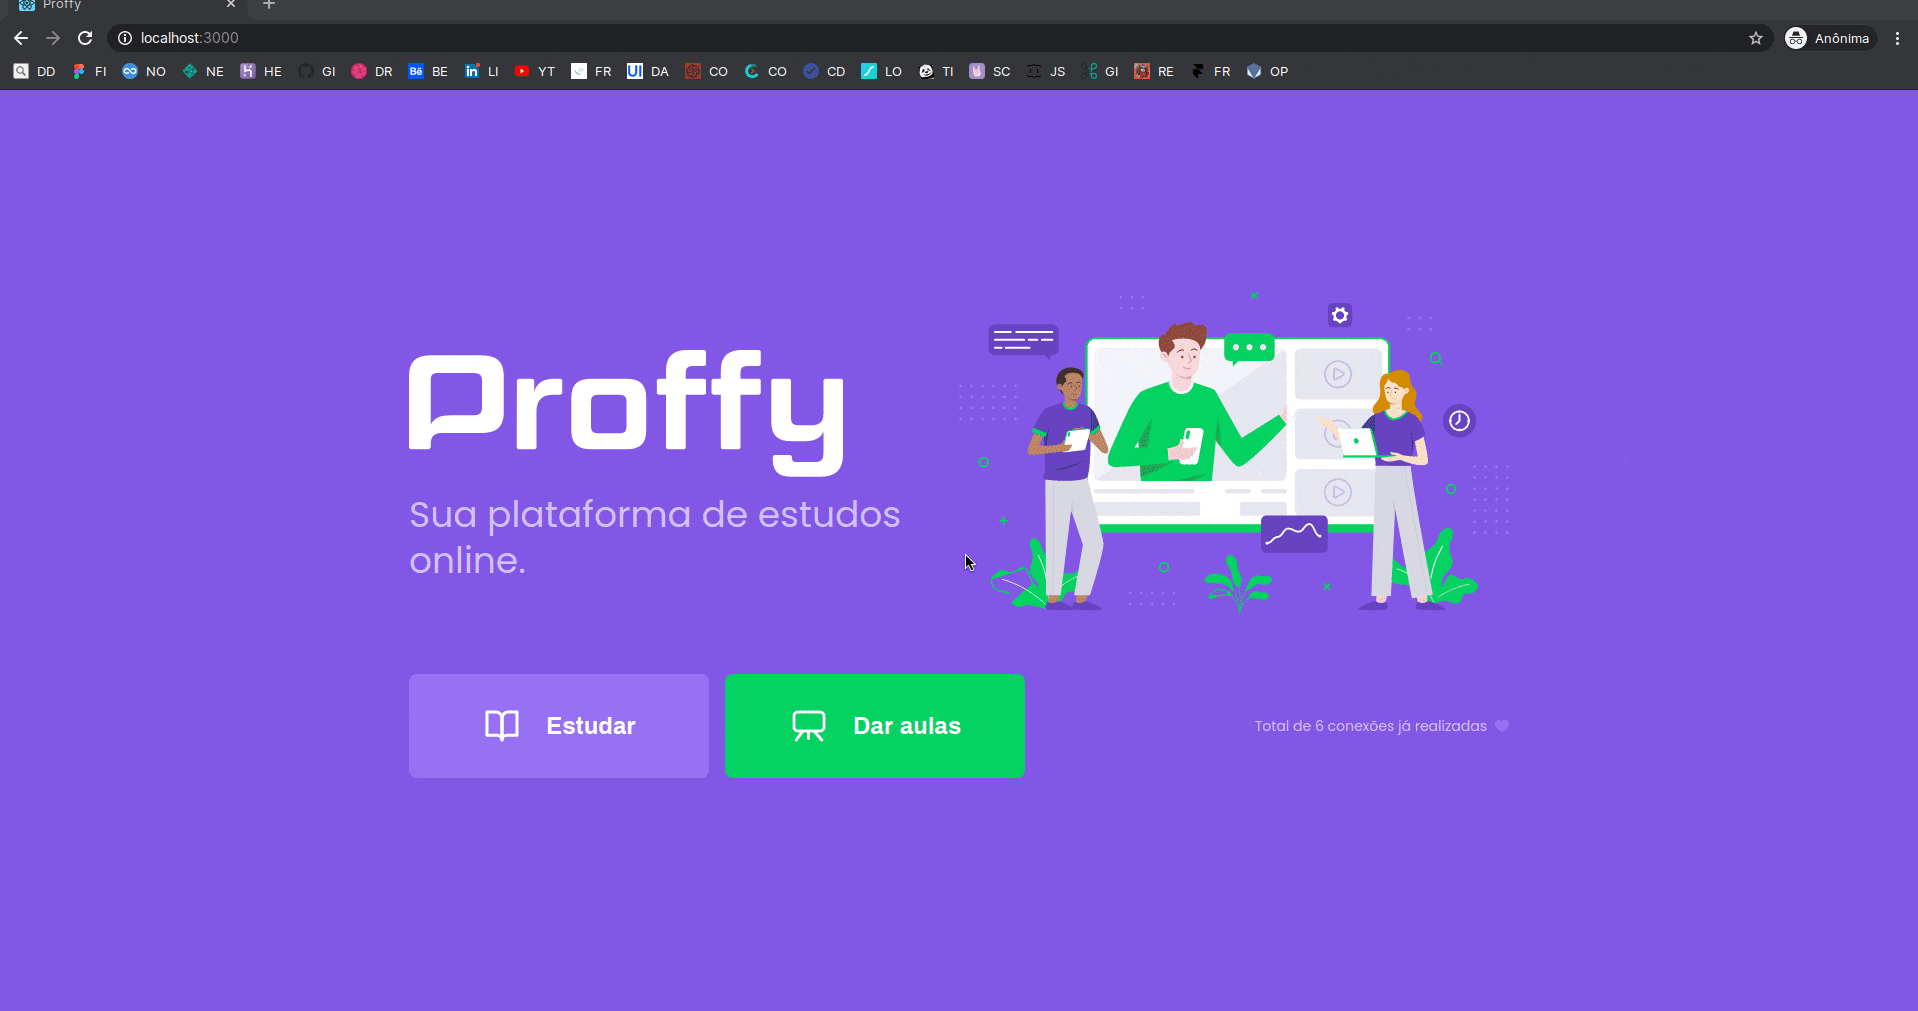 Proffy
localhost:3000
Anônima
DD FI NO NE HE GI DR BE LI YT FR DA CO CO CD LO TI SC JS GI RE FR OP
Proffy
Sua plataforma de estudos
online.
Estudar
Dar aulas
Total de 6 conexões já realizadas